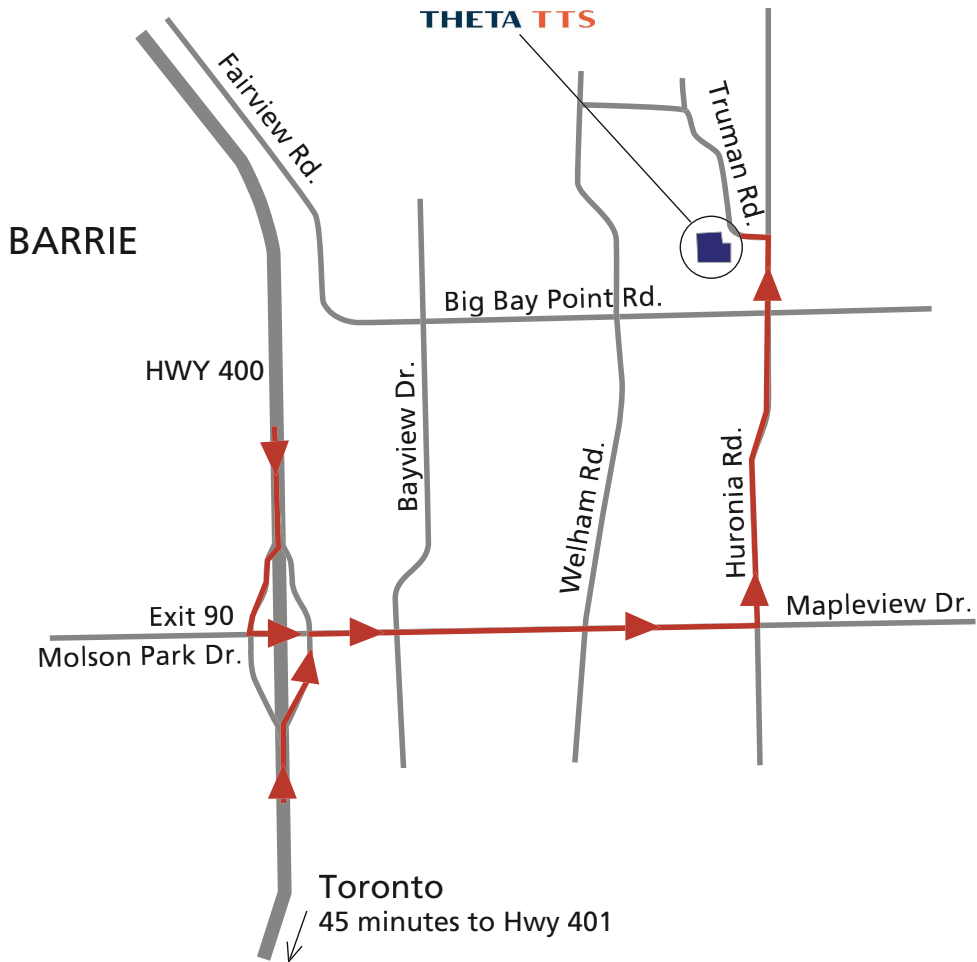 THETA TTS
Fairview Rd.
Truman Rd.
BARRIE
Big Bay Point Rd.
HWY 400
Bayview Dr.
Welham Rd.
Huronia Rd.
Exit 90
Mapleview Dr.
Molson Park Dr.
Toronto
45 minutes to Hwy 401